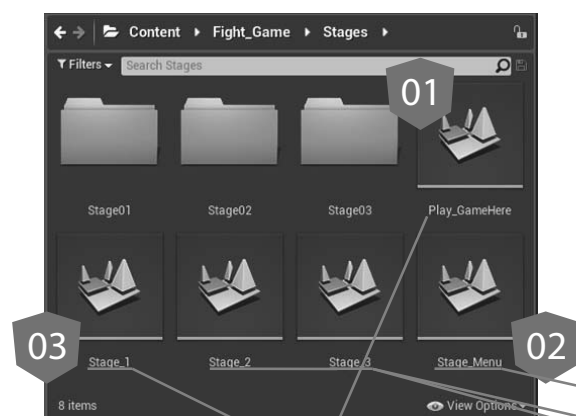 Content Fight_Game Stages
Filters Search Stages
01
Stage01 Stage02 Stage03 Play_GameHere
03 Stage_1 Stage_2 Stage_3 Stage_Menu 02
8 items View Options